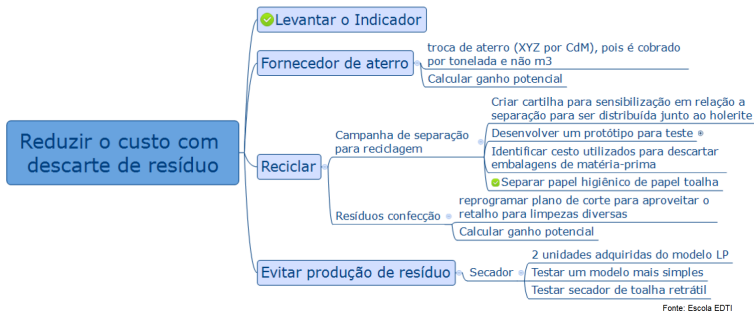 Reduzir o custo com
descarte de resíduo
Levantar o Indicador
Fornecedor de aterro
troca de aterro (XYZ por CdM), pois é cobrado
por tonelada e não m3
Calcular ganho potencial
Reciclar
Campanha de separação
para reciclagem
Criar cartilha para sensibilização em relação a
separação para ser distribuída junto ao holerite
Desenvolver um protótipo para teste
Identificar cesto utilizados para descartar
embalagens de matéria-prima
Separar papel higiênico de papel toalha
Resíduos confecção
reprogramar plano de corte para aproveitar o
retalho para limpezas diversas
Calcular ganho potencial
Evitar produção de resíduo
Secador
2 unidades adquiridas do modelo LP
Testar um modelo mais simples
Testar secador de toalha retrátil
Fonte: Escola EDTI